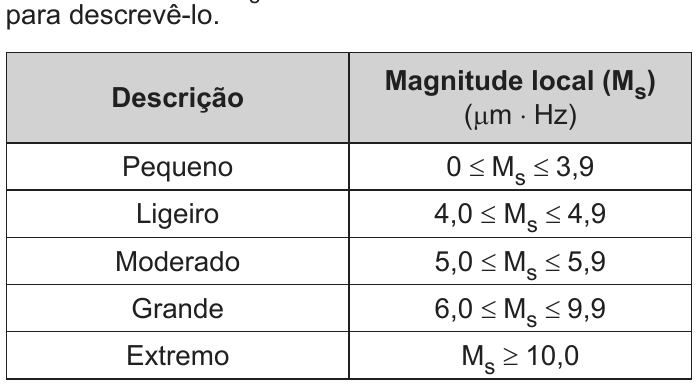 para descrevê-lo.
Descrição
Magnitude local (Ms)
(μm · Hz)
Pequeno
0 ≤ Ms ≤ 3,9
Ligeiro
4,0 ≤ Ms ≤ 4,9
Moderado
5,0 ≤ Ms ≤ 5,9
Grande
6,0 ≤ Ms ≤ 9,9
Extremo
Ms ≥ 10,0